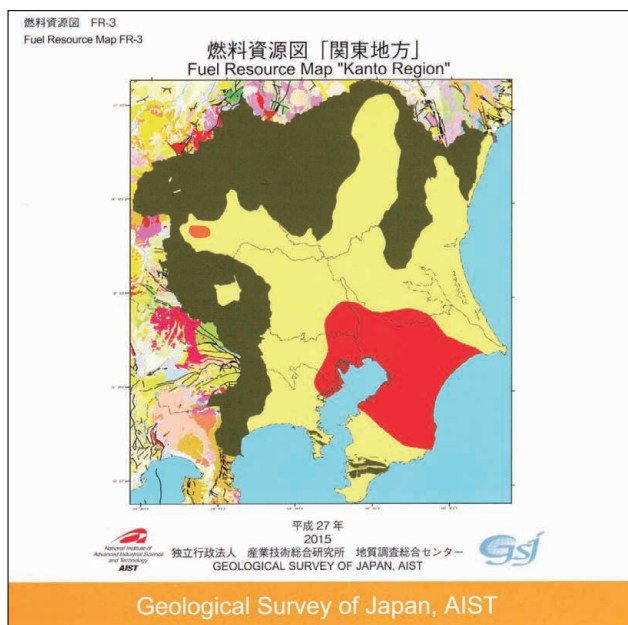 燃料資源図 FR-3
Fuel Resource Map FR-3
燃料資源図「関東地方」
Fuel Resource Map "Kanto Region"
平成 27 年
2015
National Institute of
Advanced Industrial Science
and Technology
AIST
独立行政法人 産業技術総合研究所 地質調査総合センター
GEOLOGICAL SURVEY OF JAPAN, AIST
GSJ
Geological Survey of Japan, AIST